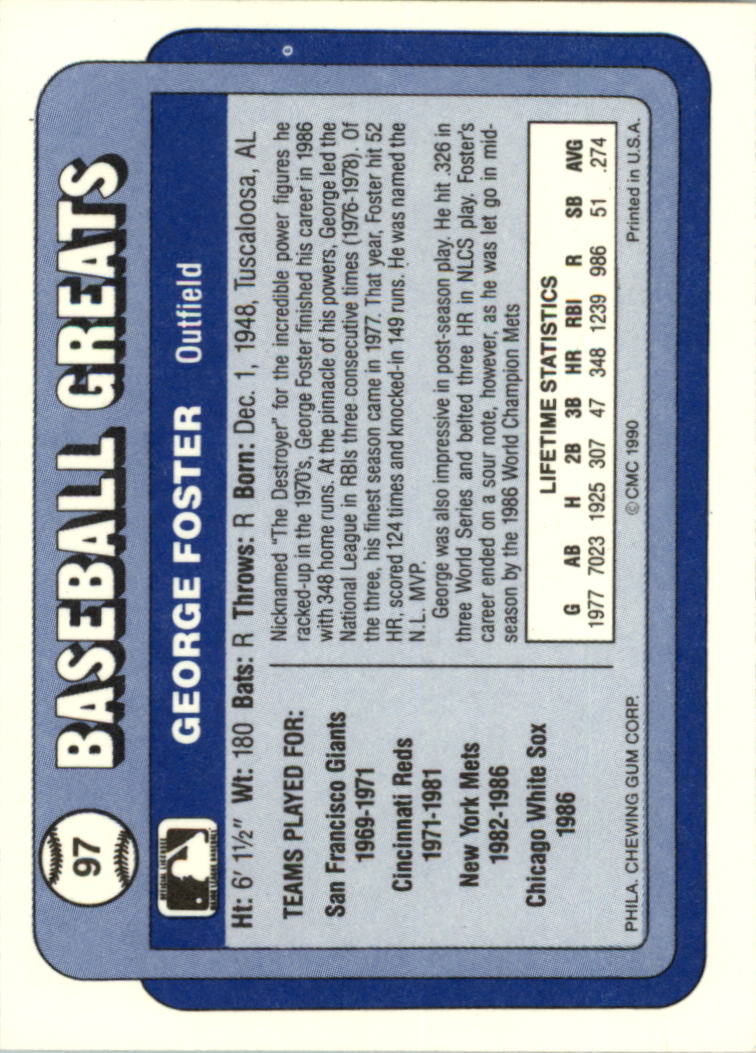 97
BASEBALL GREATS
OFFICIAL LICENSEE
MAJOR LEAGUE BASEBALL
GEORGE FOSTER Outfield
Ht: 6' 1½" Wt: 180 Bats: R Throws: R Born: Dec. 1, 1948, Tuscaloosa, AL
TEAMS PLAYED FOR:
San Francisco Giants
1969-1971
Cincinnati Reds
1971-1981
New York Mets
1982-1986
Chicago White Sox
1986
Nicknamed "The Destroyer" for the incredible power figures he
racked-up in the 1970's, George Foster finished his career in 1986
with 348 home runs. At the pinnacle of his powers, George led the
National League in RBIs three consecutive times (1976-1978). Of
the three, his finest season came in 1977. That year, Foster hit 52
HR, scored 124 times and knocked-in 149 runs. He was named the
N.L. MVP.
George was also impressive in post-season play. He hit .326 in
three World Series and belted three HR in NLCS play. Foster's
career ended on a sour note, however, as he was let go in mid-
season by the 1986 World Champion Mets
LIFETIME STATISTICS
G AB H 2B 3B HR RBI R SB AVG
1977 7023 1925 307 47 348 1239 986 51 .274
PHILA. CHEWING GUM CORP. © CMC 1990 Printed in U.S.A.